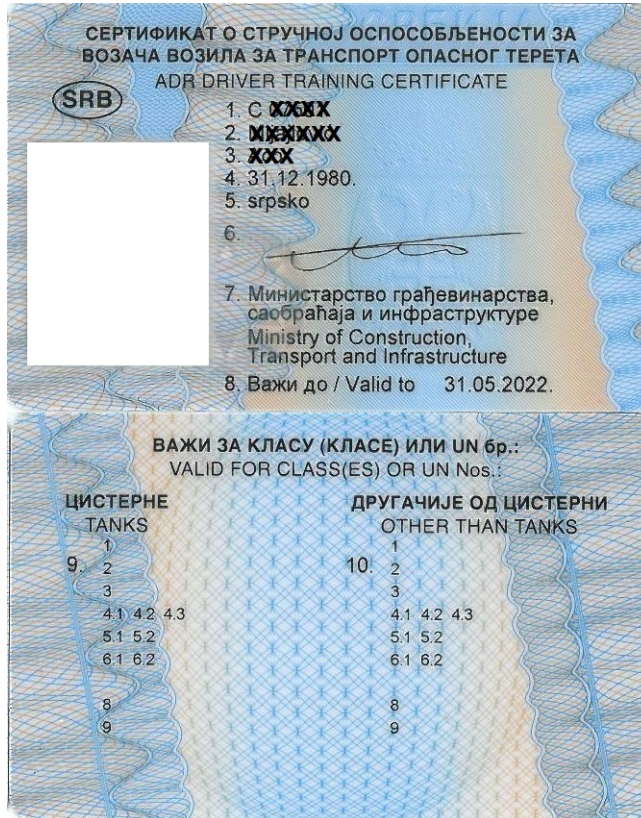 СЕРТИФИКАТ О СТРУЧНОЈ ОСПОСОБЉЕНОСТИ ЗА
ВОЗАЧА ВОЗИЛА ЗА ТРАНСПОРТ ОПАСНОГ ТЕРЕТА
ADR DRIVER TRAINING CERTIFICATE
SRB
1. C XXXX
2. XXXXXX
3. XXX
4. 31.12.1980.
5. srpsko
6.
7. Министарство грађевинарства,
саобраћаја и инфраструктуре
Ministry of Construction,
Transport and Infrastructure
8. Важи до / Valid to 31.05.2022.
ВАЖИ ЗА КЛАСУ (КЛАСЕ) ИЛИ UN бр.:
VALID FOR CLASS(ES) OR UN Nos.:
ЦИСТЕРНЕ
TANKS
9.
1
2
3
4.1 4.2 4.3
5.1 5.2
6.1 6.2
8
9
ДРУГАЧИЈЕ ОД ЦИСТЕРНИ
OTHER THAN TANKS
10.
1
2
3
4.1 4.2 4.3
5.1 5.2
6.1 6.2
8
9